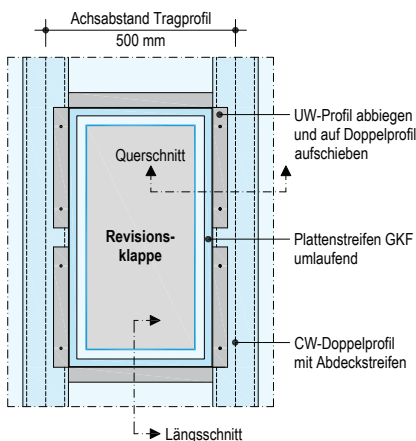 Achsabstand Tragprofil
500 mm
UW-Profil abbiegen
und auf Doppelprofil
aufschieben
Querschnitt
Revisions-
klappe
Plattenstreifen GKF
umlaufend
CW-Doppelprofil
mit Abdeckstreifen
Längsschnitt